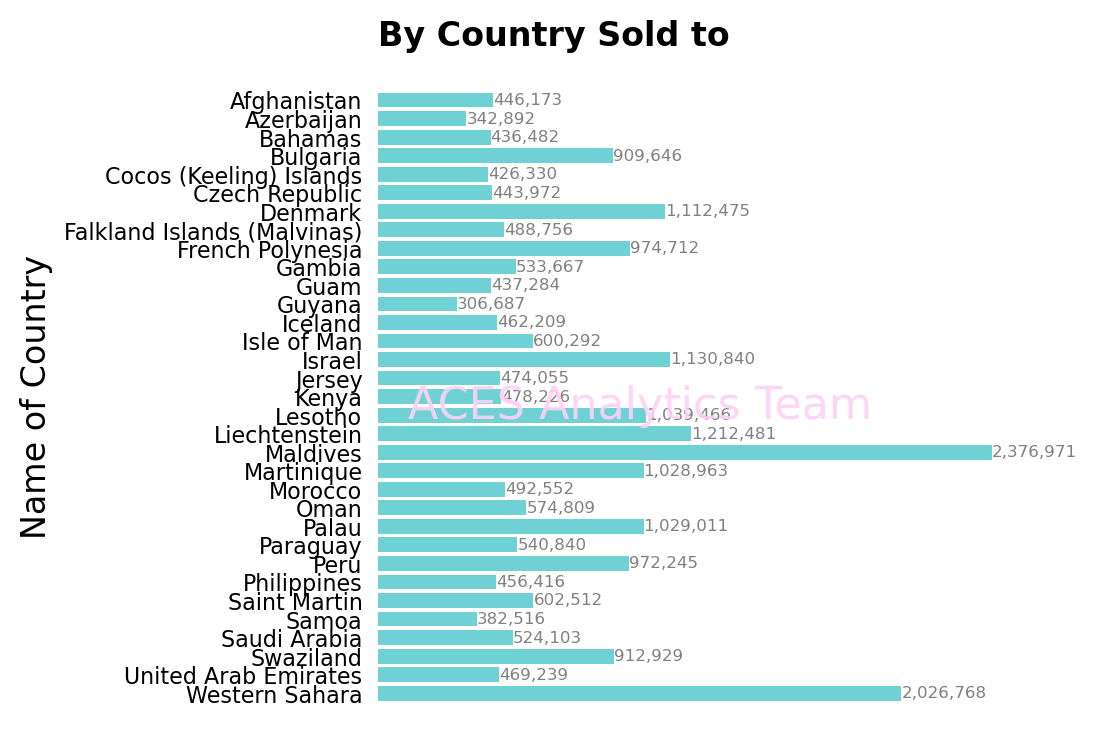 By Country Sold to
Name of Country
Afghanistan 446,173
Azerbaijan 342,892
Bahamas 436,482
Bulgaria 909,646
Cocos (Keeling) Islands 426,330
Czech Republic 443,972
Denmark 1,112,475
Falkland Islands (Malvinas) 488,756
French Polynesia 974,712
Gambia 533,667
Guam 437,284
Guyana 306,687
Iceland 462,209
Isle of Man 600,292
Israel 1,130,840
Jersey 474,055
Kenya 478,226
ACES Analytics Team
Lesotho 1,039,466
Liechtenstein 1,212,481
Maldives 2,376,971
Martinique 1,028,963
Morocco 492,552
Oman 574,809
Palau 1,029,011
Paraguay 540,840
Peru 972,245
Philippines 456,416
Saint Martin 602,512
Samoa 382,516
Saudi Arabia 524,103
Swaziland 912,929
United Arab Emirates 469,239
Western Sahara 2,026,768